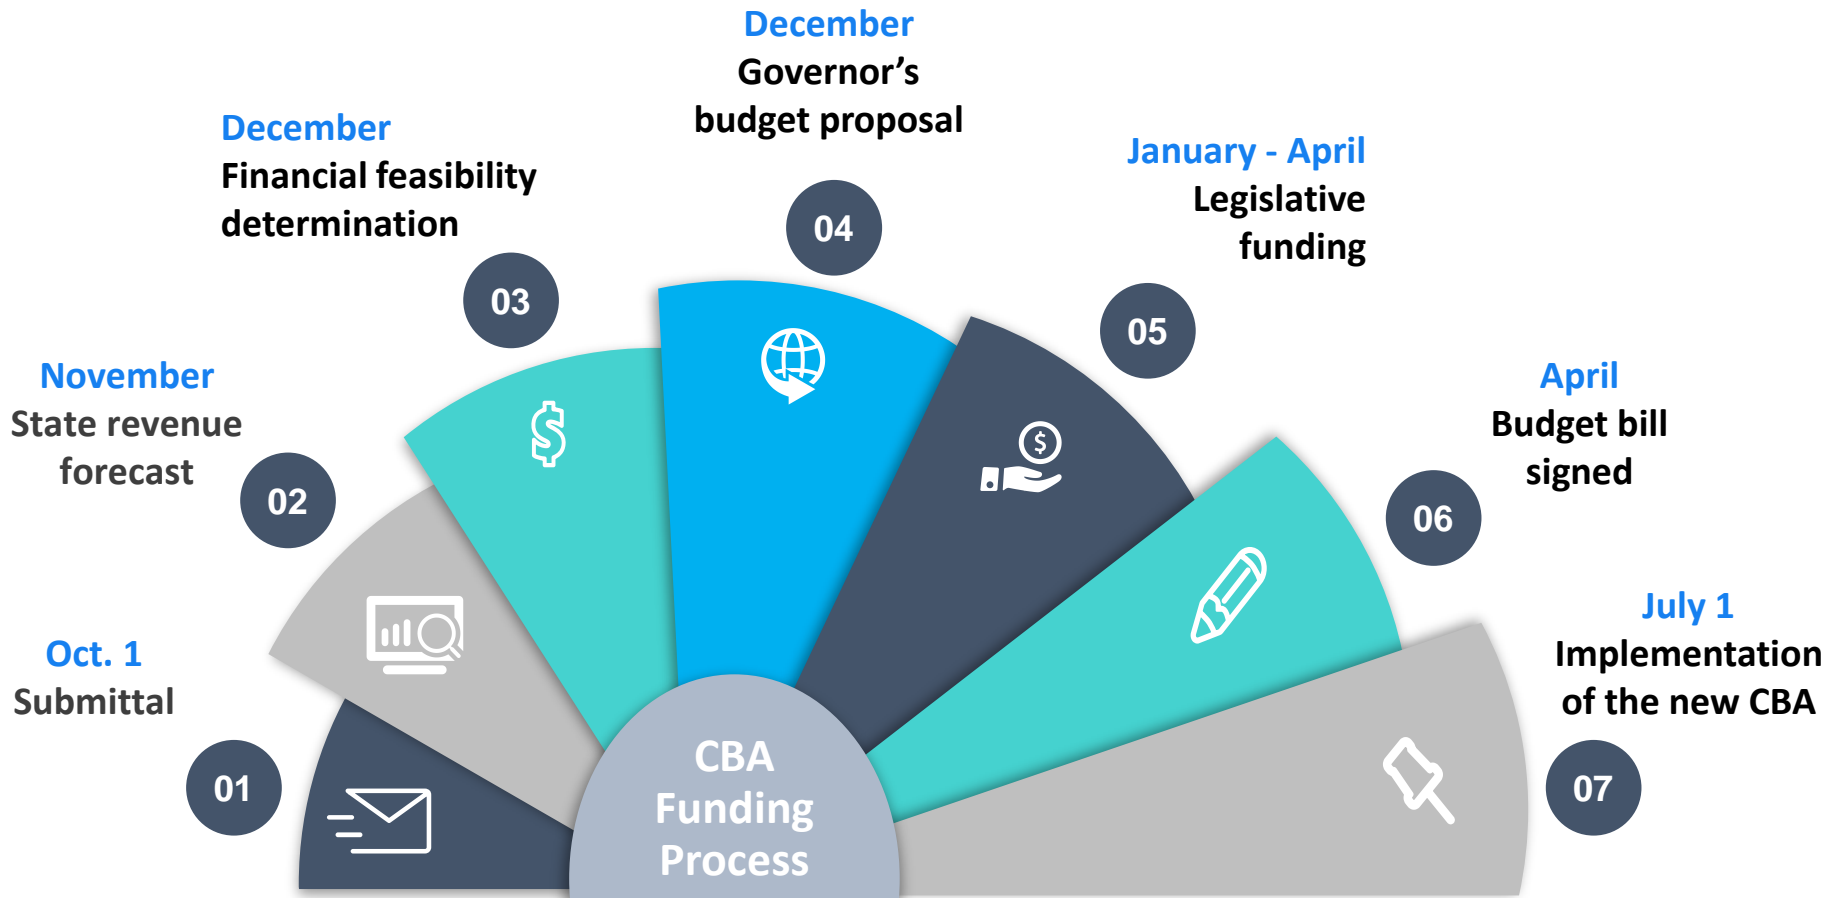 Oct. 1
Submittal
01
November
State revenue
forecast
02
December
Financial feasibility
determination
03
December
Governor’s
budget proposal
04
January - April
Legislative
funding
05
April
Budget bill
signed
06
July 1
Implementation
of the new CBA
07
CBA
Funding
Process
$
$